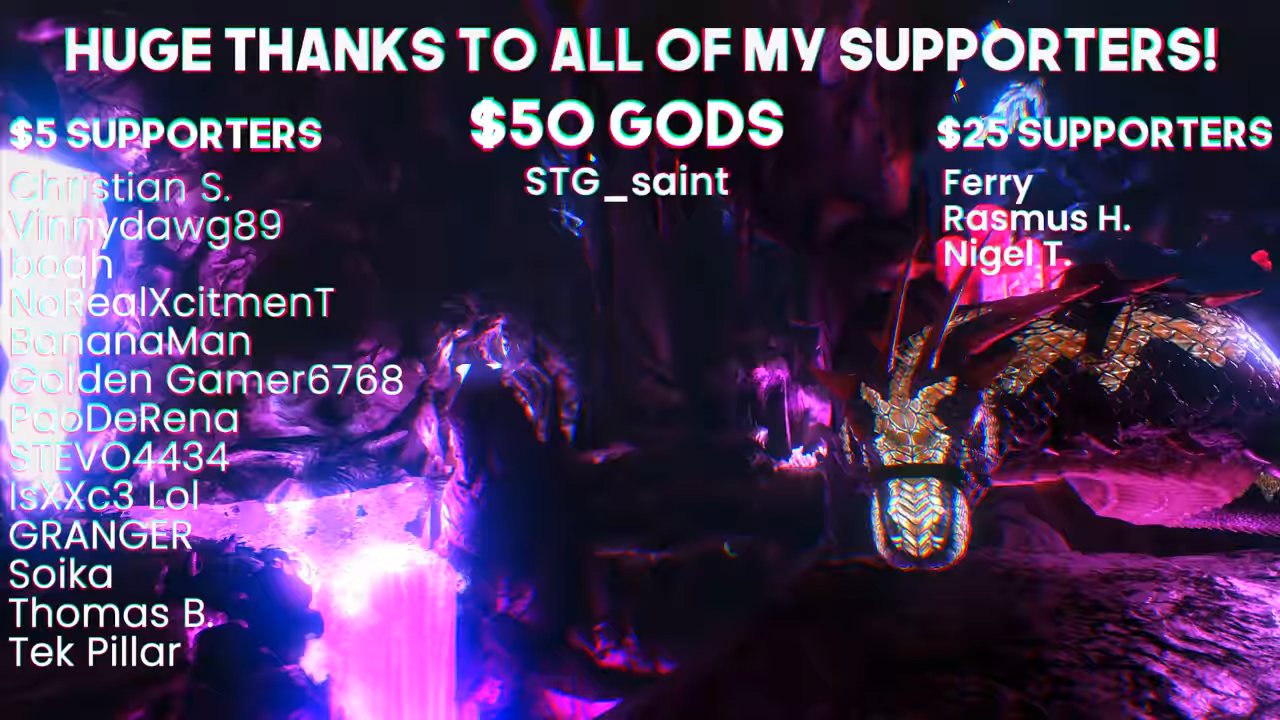 HUGE THANKS TO ALL OF MY SUPPORTERS!
$5 SUPPORTERS
Christian S.
Vinnydawg89
boqh
NoRealXcitmenT
BananaMan
Golden Gamer6768
PaoDeRena
STEVO4434
IsXXc3 Lol
GRANGER
Soika
Thomas B.
Tek Pillar
$50 GODS
STG_saint
$25 SUPPORTERS
Ferry
Rasmus H.
Nigel T.